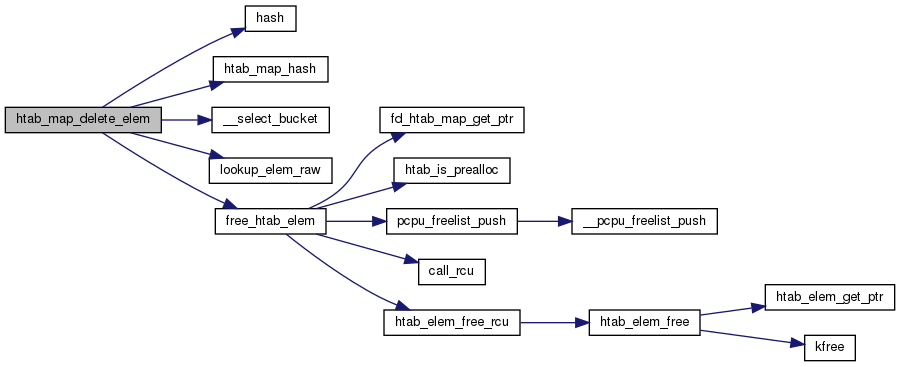 hash
htab_map_hash
htab_map_delete_elem
__select_bucket
fd_htab_map_get_ptr
lookup_elem_raw
htab_is_prealloc
free_htab_elem
pcpu_freelist_push
__pcpu_freelist_push
call_rcu
htab_elem_get_ptr
htab_elem_free_rcu
htab_elem_free
kfree